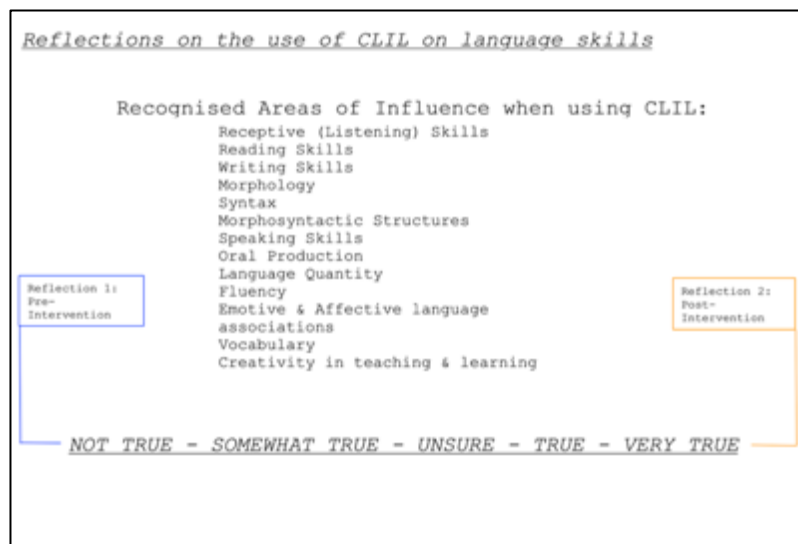 Reflections on the use of CLIL on language skills
Recognised Areas of Influence when using CLIL:
Receptive (Listening) Skills
Reading Skills
Writing Skills
Morphology
Syntax
Morphosyntactic Structures
Speaking Skills
Oral Production
Language Quantity
Fluency
Emotive & Affective language
associations
Vocabulary
Creativity in teaching & learning
Reflection 1:
Pre-
Intervention
Reflection 2:
Post-
Intervention
NOT TRUE - SOMEWHAT TRUE - UNSURE - TRUE - VERY TRUE